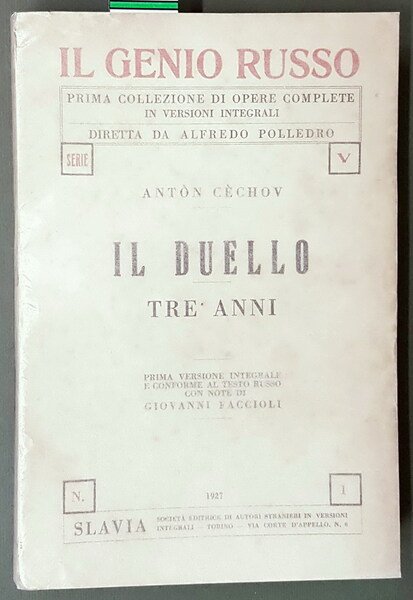 IL GENIO RUSSO
PRIMA COLLEZIONE DI OPERE COMPLETE
IN VERSIONI INTEGRALI
DIRETTA DA ALFREDO POLLEDRO
SERIE V
ANTÒN CÈCHOV
IL DUELLO
TRE ANNI
PRIMA VERSIONE INTEGRALE
E CONFORME AL TESTO RUSSO
CON NOTE DI
GIOVANNI FACCIOLI
N. 1927 1
SLAVIA
SOCIETÀ EDITRICE DI AUTORI STRANIERI IN VERSIONI
INTEGRALI — TORINO — VIA CORTE D'APPELLO, N. 6